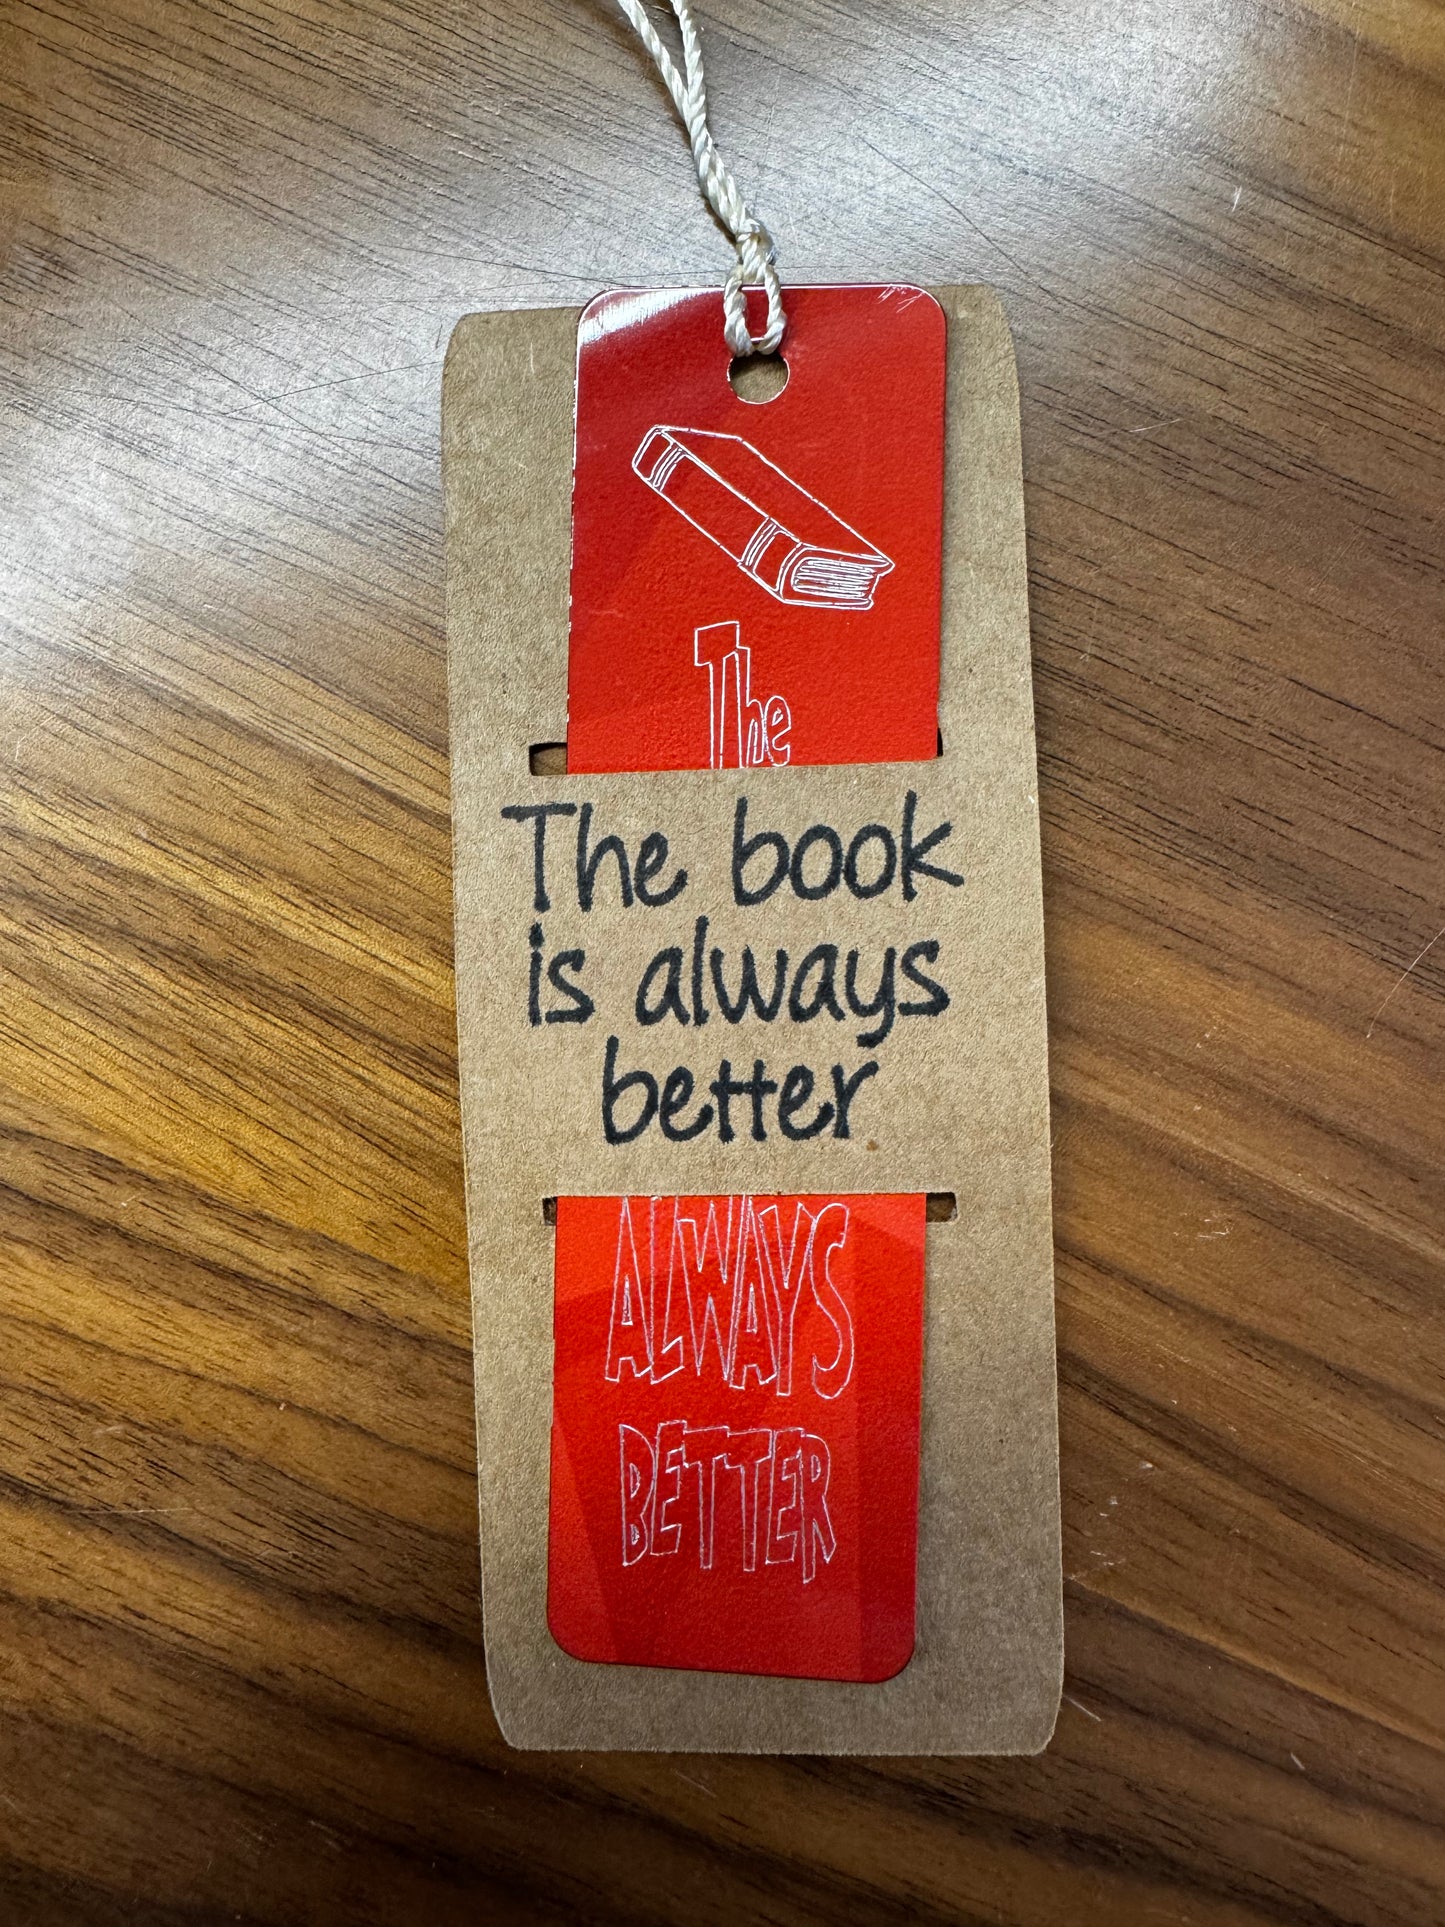 The
The book
is always
better
ALWAYS
BETTER